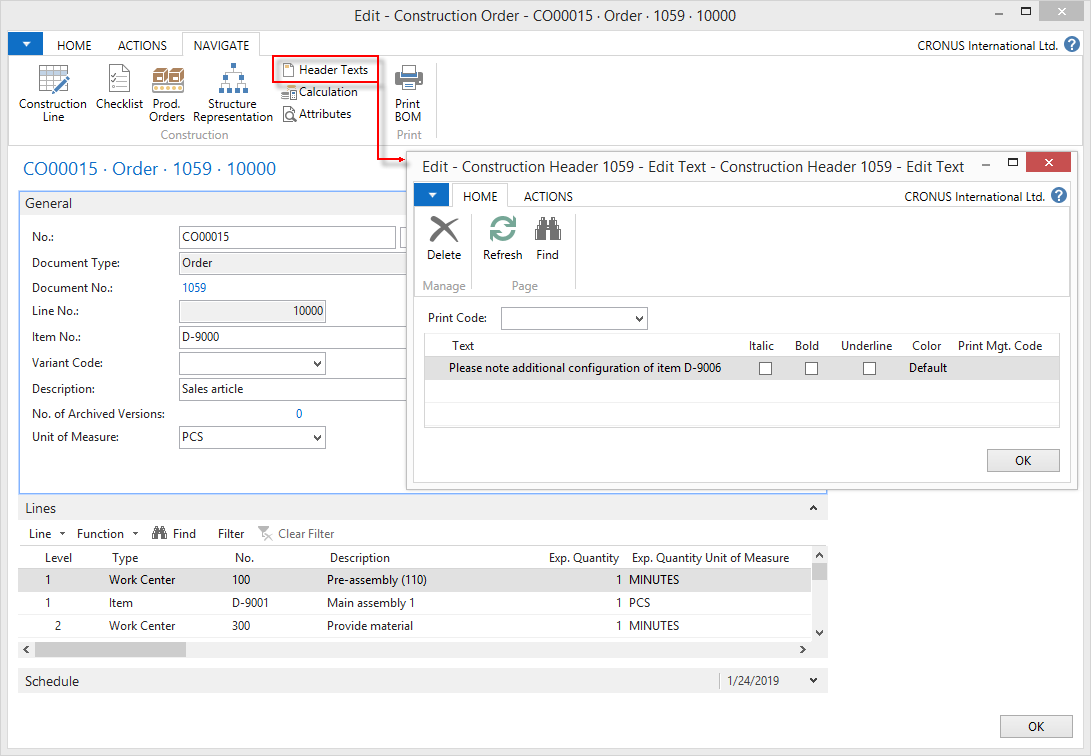 Edit - Construction Order - CO00015 · Order · 1059 · 10000
HOME ACTIONS NAVIGATE CRONUS International Ltd. ?
Construction Line
Checklist
Prod. Orders
Structure Representation
Header Texts
Calculation
Attributes
Print BOM
Construction
Print
CO00015 · Order · 1059 · 10000
General
No.: CO00015
Document Type: Order
Document No.: 1059
Line No.: 10000
Item No.: D-9000
Variant Code:
Description: Sales article
No. of Archived Versions: 0
Unit of Measure: PCS
Edit - Construction Header 1059 - Edit Text - Construction Header 1059 - Edit Text
HOME ACTIONS CRONUS International Ltd. ?
Delete Refresh Find
Manage Page
Print Code:
Text Italic Bold Underline Color Print Mgt. Code
Please note additional configuration of item D-9006 Default
OK
Lines
Line Function Find Filter Clear Filter
Level Type No. Description Exp. Quantity Exp. Quantity Unit of Measure
1 Work Center 100 Pre-assembly (110) 1 MINUTES
1 Item D-9001 Main assembly 1 1 PCS
2 Work Center 300 Provide material 1 MINUTES
Schedule 1/24/2019
OK